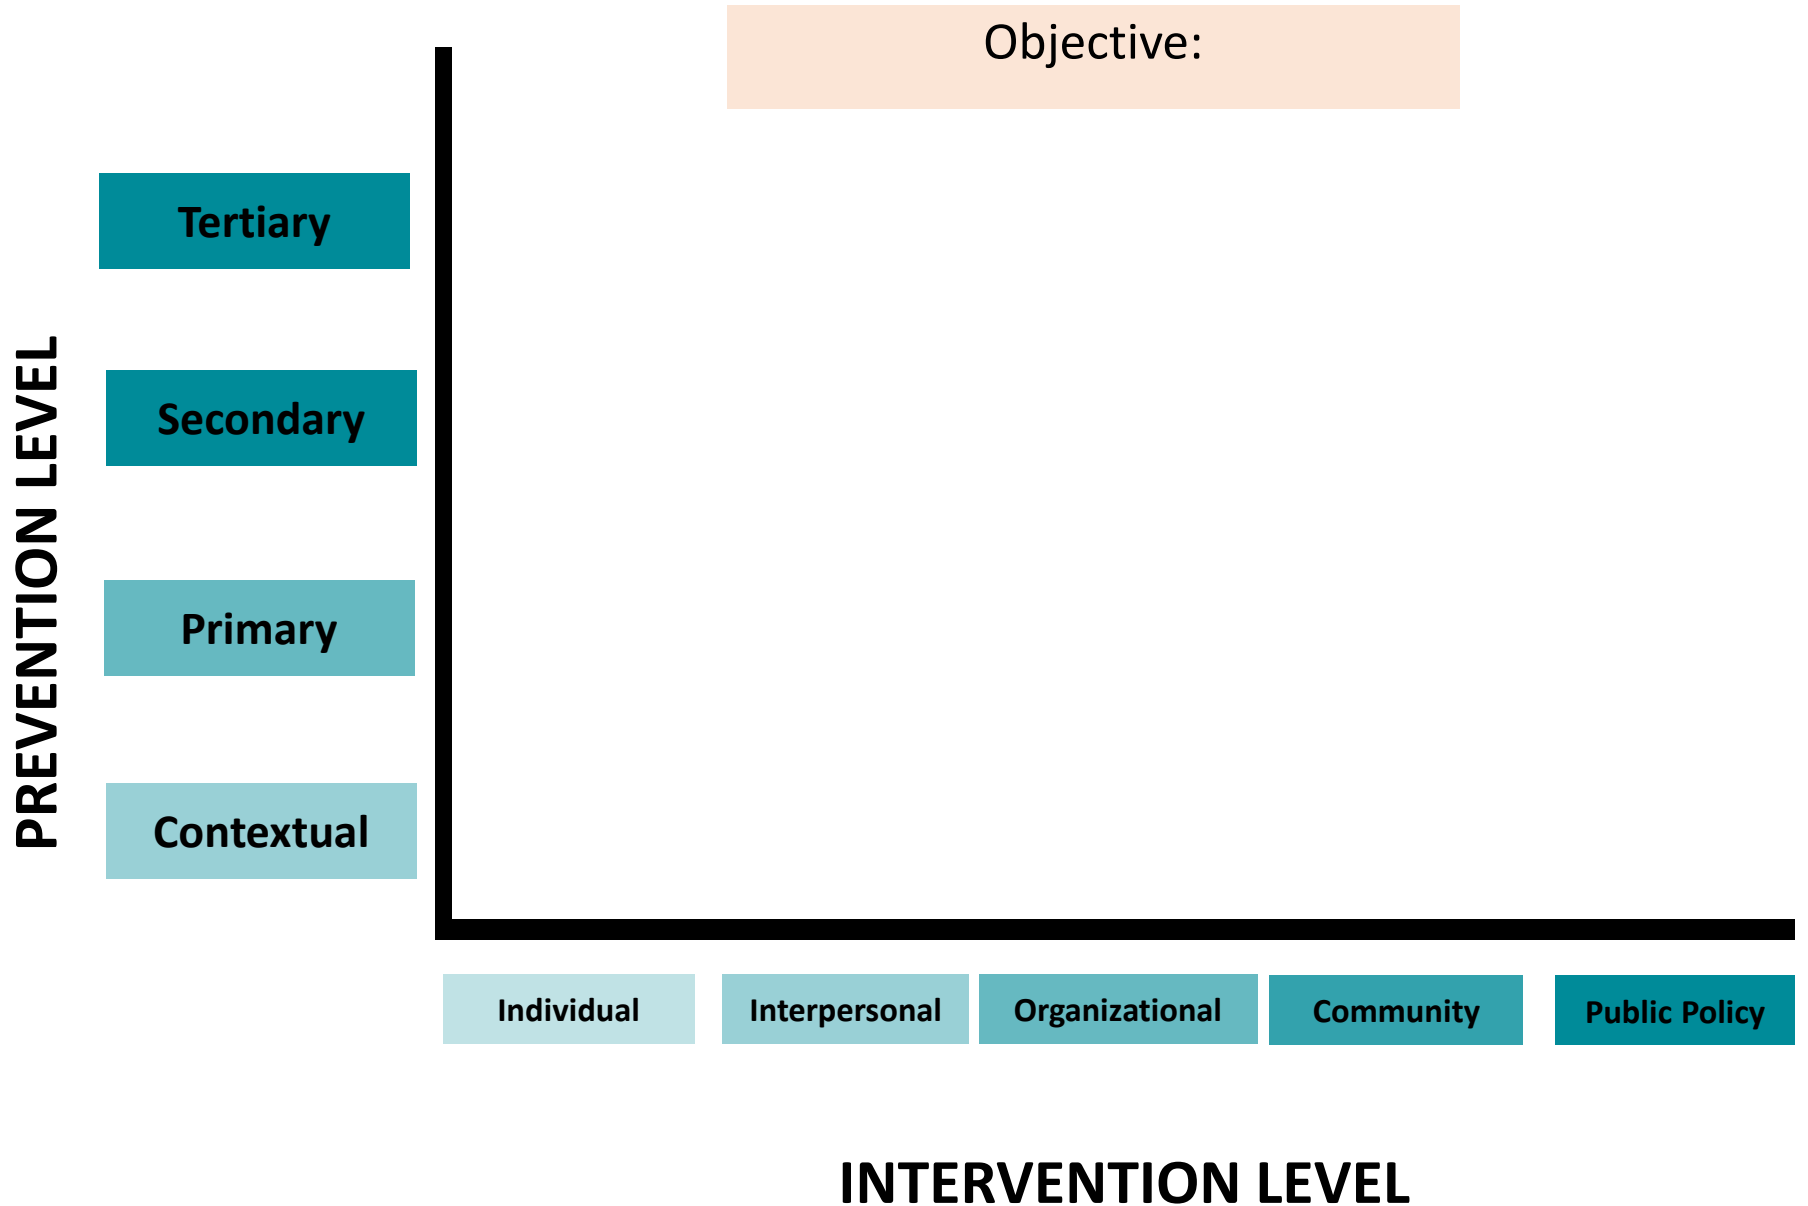 Objective:
Tertiary
Secondary
Primary
Contextual
PREVENTION LEVEL
Individual
Interpersonal
Organizational
Community
Public Policy
INTERVENTION LEVEL